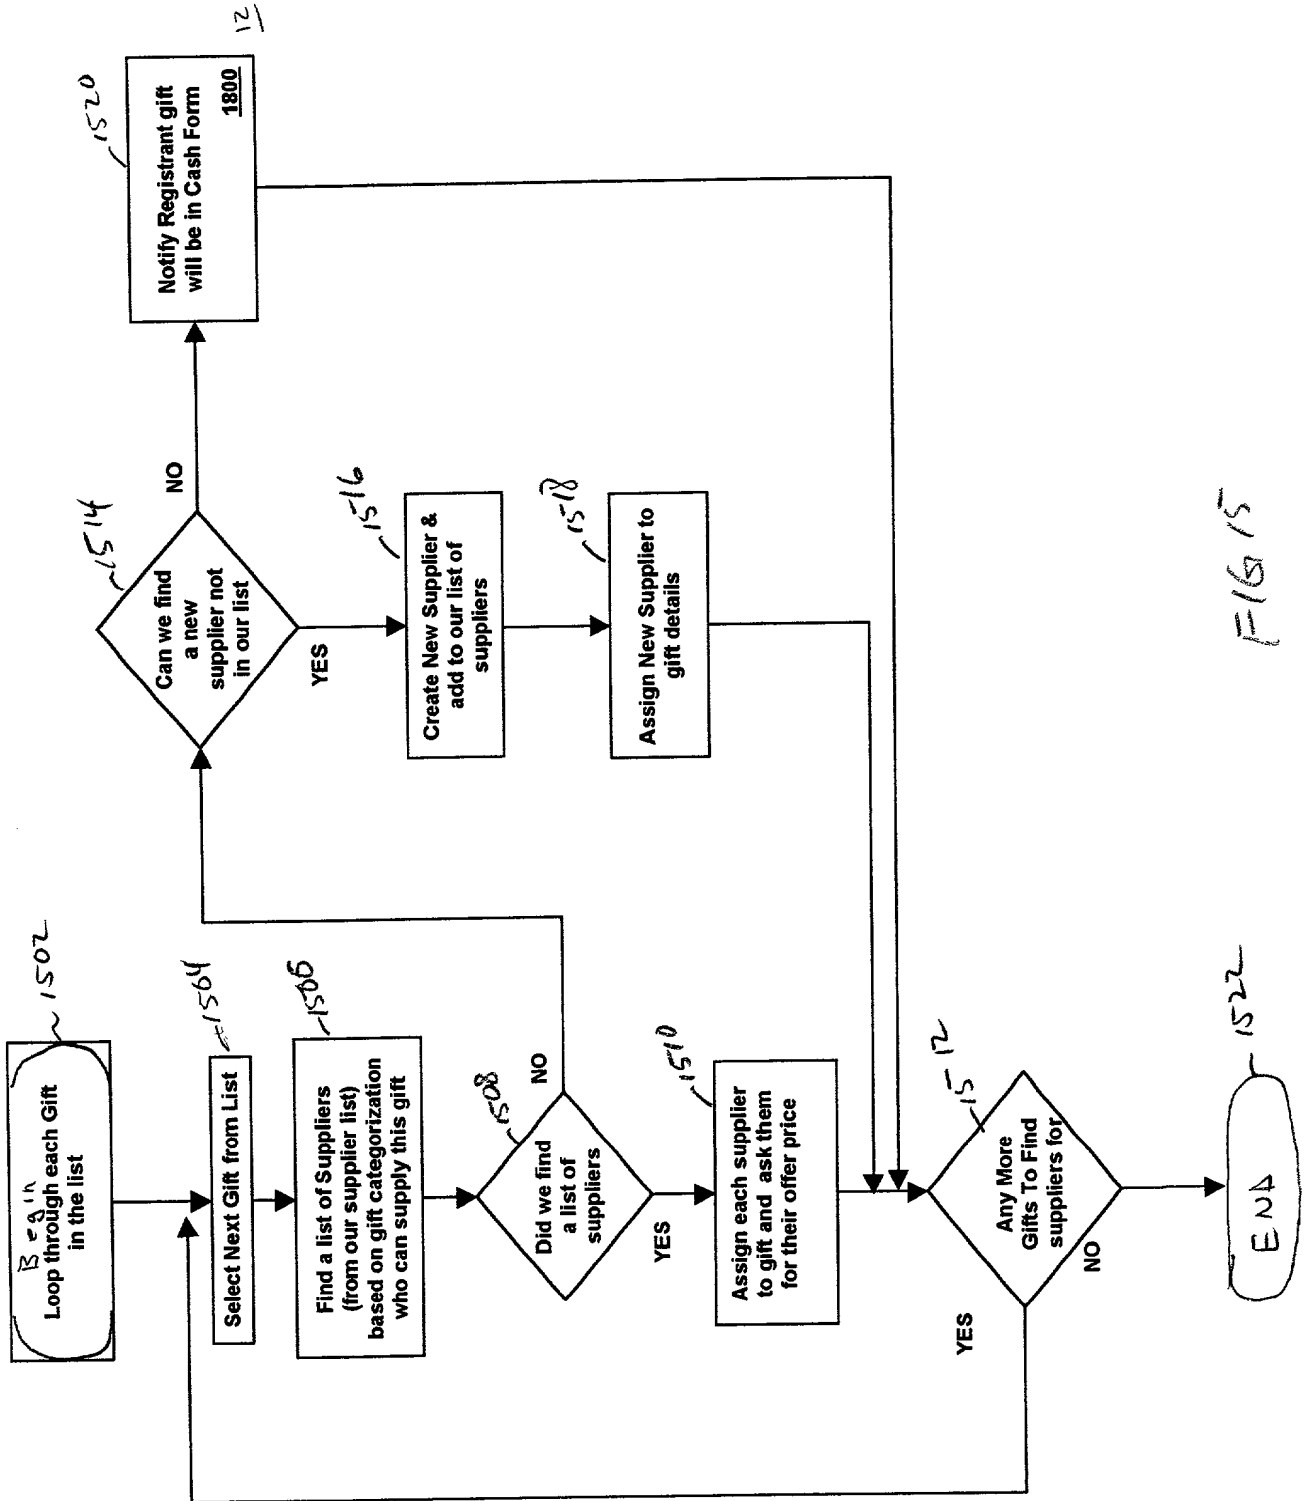 12
Begin
Loop through each Gift
in the list
1502
Select Next Gift from List
1504
Find a list of Suppliers
(from our supplier list)
based on gift categorization
who can supply this gift
1506
Did we find
a list of
suppliers
1508
NO
YES
Assign each supplier
to gift and ask them
for their offer price
1510
Any More
Gifts To Find
suppliers for
1512
YES
NO
END
1522
Can we find
a new
supplier not
in our list
1514
NO
YES
Create New Supplier &
add to our list of
suppliers
1516
Assign New Supplier to
gift details
1518
Notify Registrant gift
will be in Cash Form
1800
1520
FIG 15